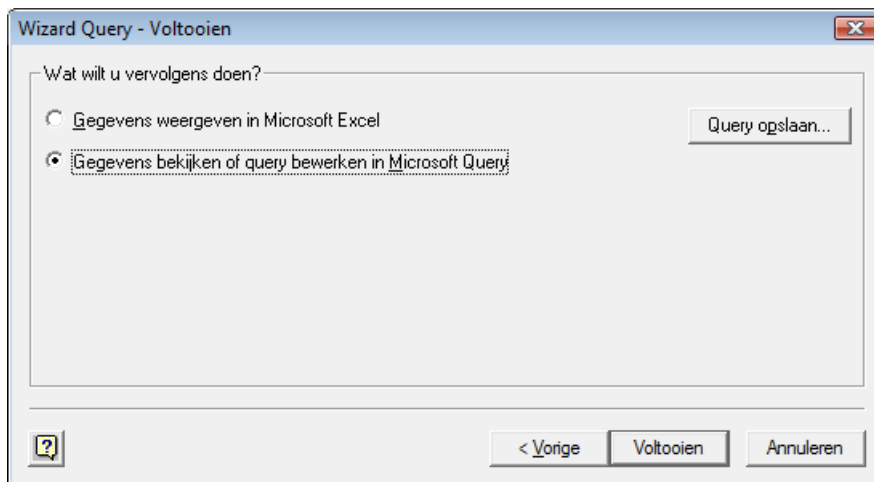 Wizard Query - Voltooien
Wat wilt u vervolgens doen?
Gegevens weergeven in Microsoft Excel
Query opslaan...
Gegevens bekijken of query bewerken in Microsoft Query
?
< Vorige
Voltooien
Annuleren